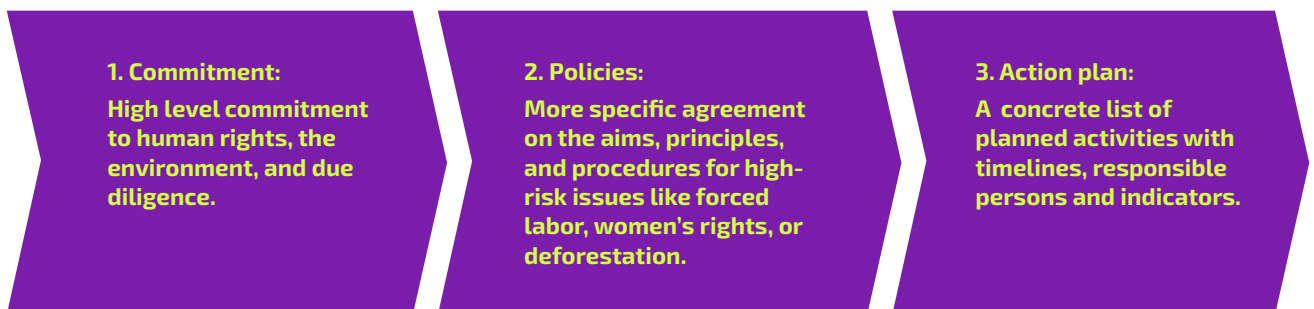 1. Commitment:
High level commitment
to human rights, the
environment, and due
diligence.
2. Policies:
More specific agreement
on the aims, principles,
and procedures for high-
risk issues like forced
labor, women’s rights, or
deforestation.
3. Action plan:
A  concrete list of
planned activities with
timelines, responsible
persons and indicators.